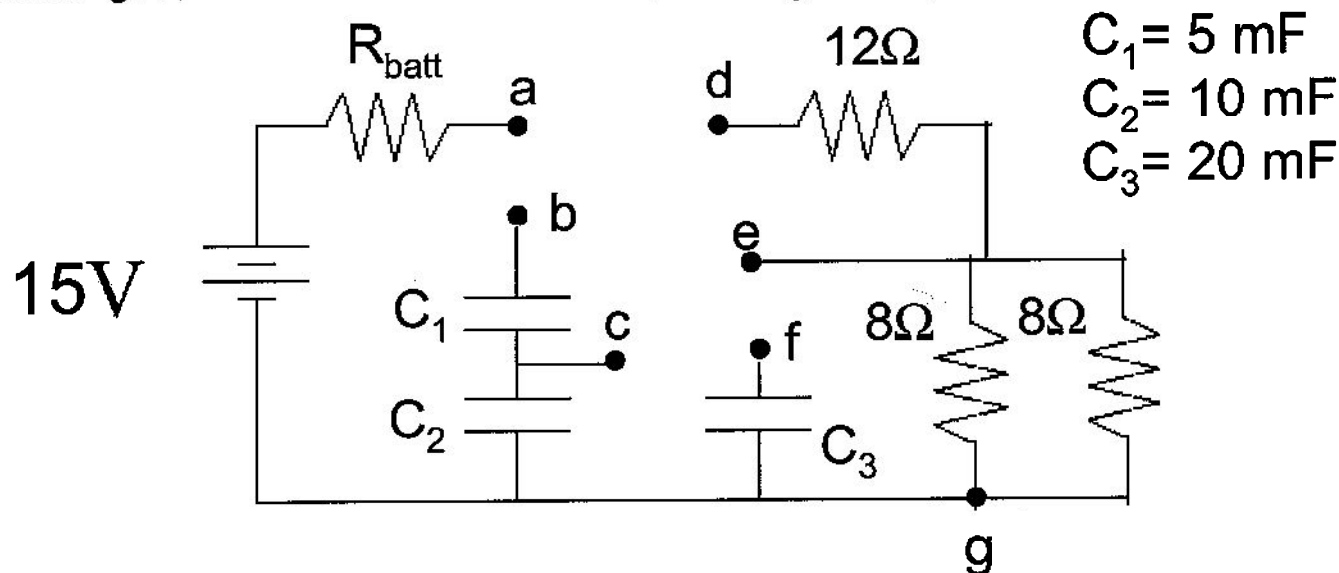 R_batt
a
d
12Ω
C₁= 5 mF
C₂= 10 mF
C₃= 20 mF
b
e
15V
C₁
c
f
8Ω
8Ω
C₂
C₃
g